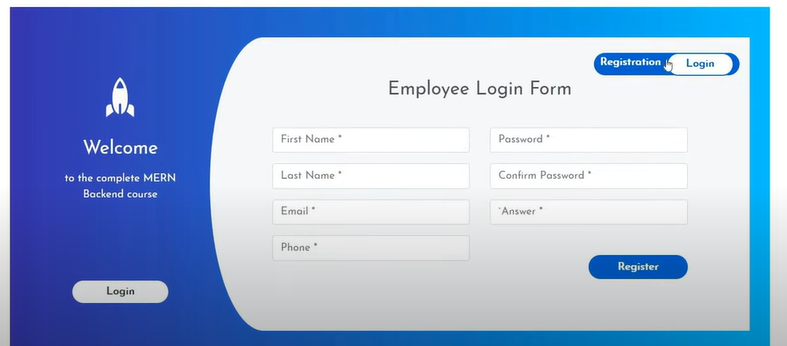 Registration
Login
Employee Login Form
Welcome
to the complete MERN
Backend course
Login
First Name *
Password *
Last Name *
Confirm Password *
Email *
`Answer *
Phone *
Register